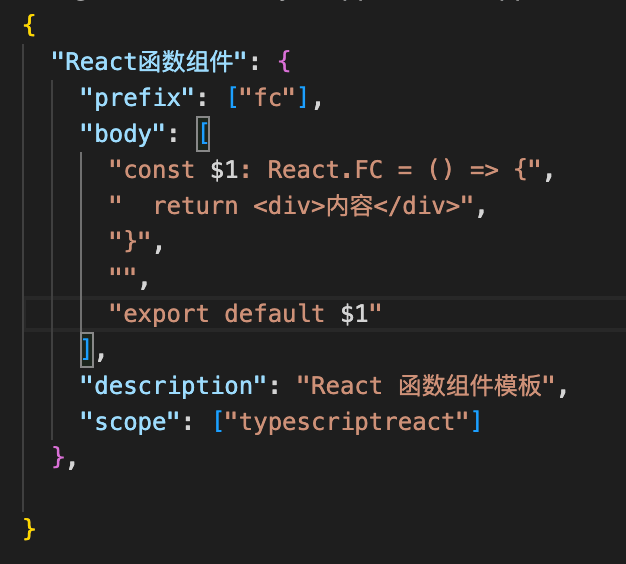 {
  "React函数组件": {
    "prefix": ["fc"],
    "body": [
      "const $1: React.FC = () => {",
      "  return <div>内容</div>",
      "}",
      "",
      "export default $1"
    ],
    "description": "React 函数组件模板",
    "scope": ["typescriptreact"]
  },
}